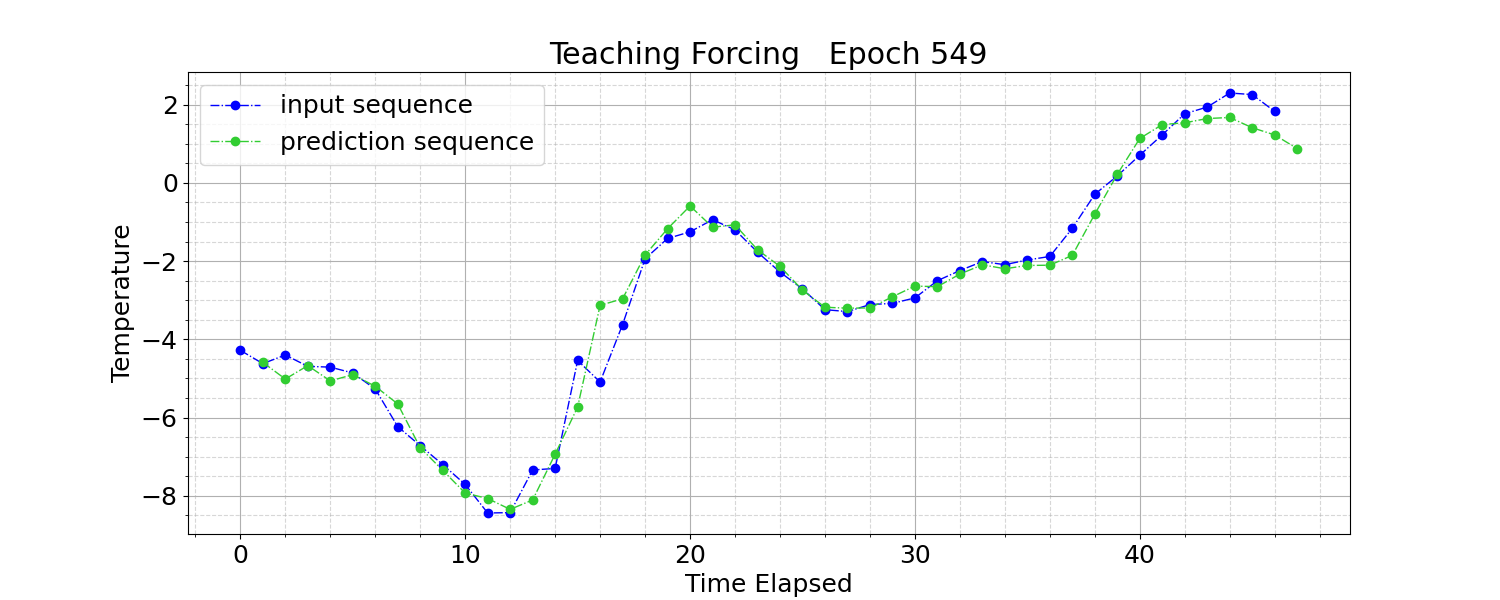 Teaching Forcing   Epoch 549
input sequence
prediction sequence
2
0
−2
−4
−6
−8
Temperature
0 10 20 30 40
Time Elapsed